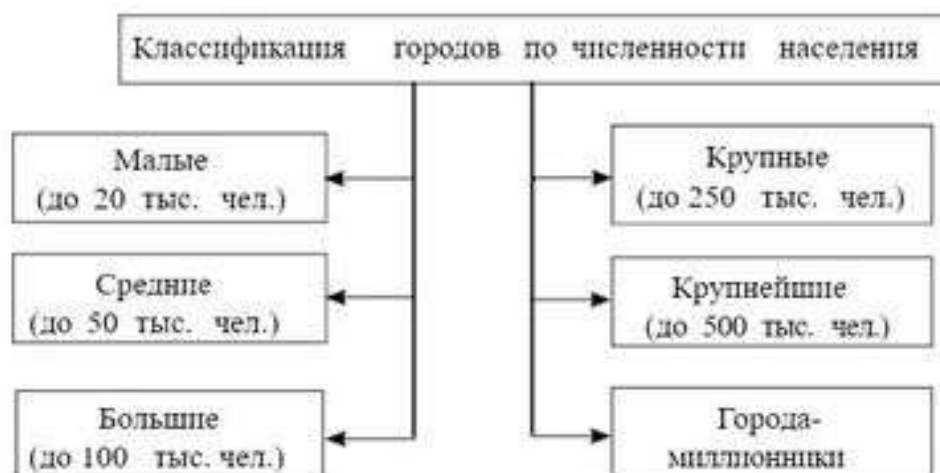 Классификация городов по численности населения
Малые
(до 20 тыс. чел.)
Средние
(до 50 тыс. чел.)
Большие
(до 100 тыс. чел.)
Крупные
(до 250 тыс. чел.)
Крупнейшие
(до 500 тыс. чел.)
Города-
миллионники